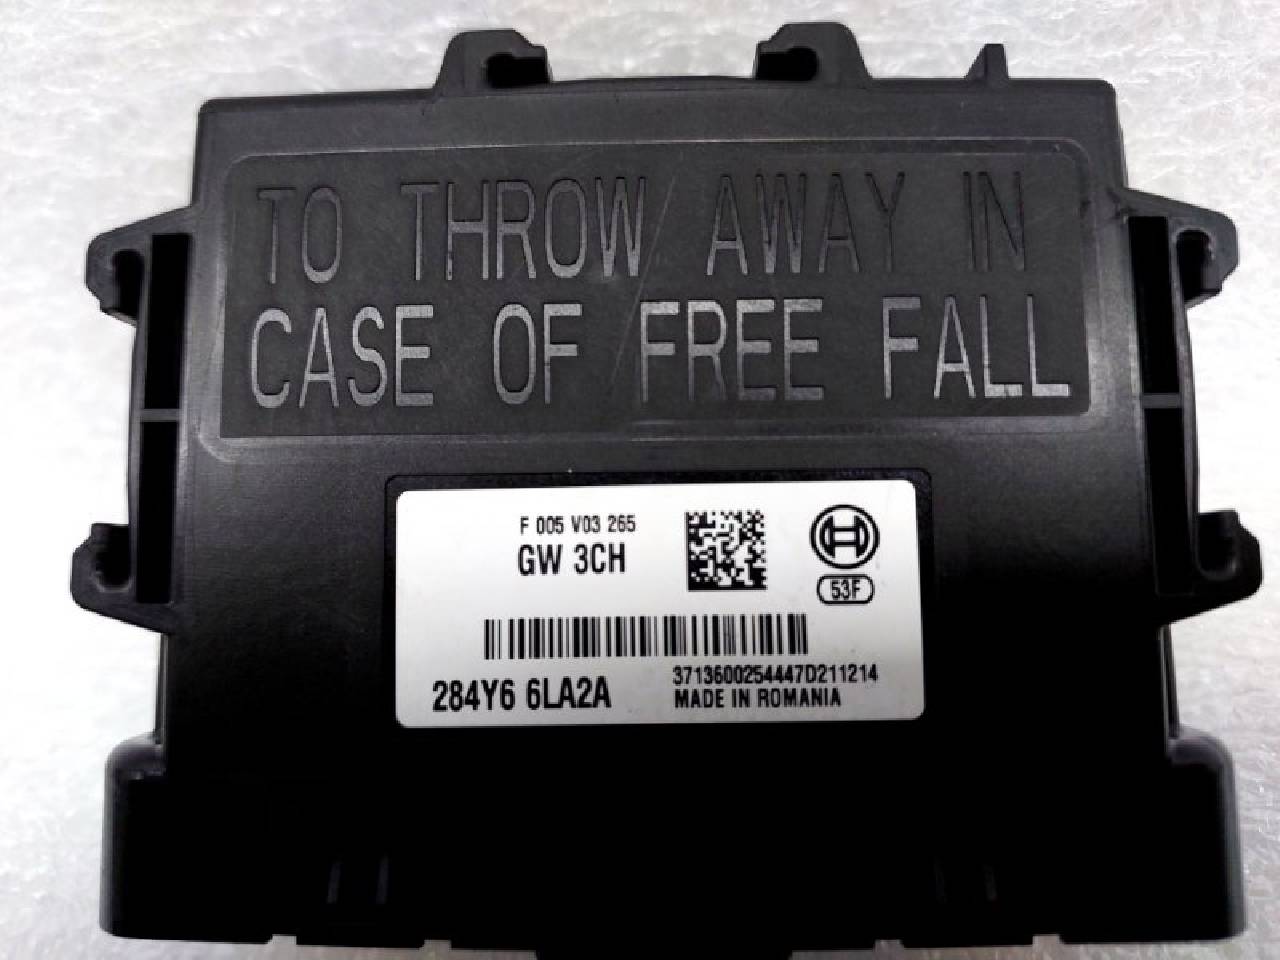 TO THROW AWAY IN
CASE OF FREE FALL
F 005 V03 265
GW 3CH
53F
284Y6 6LA2A
3713600254447D211214
MADE IN ROMANIA